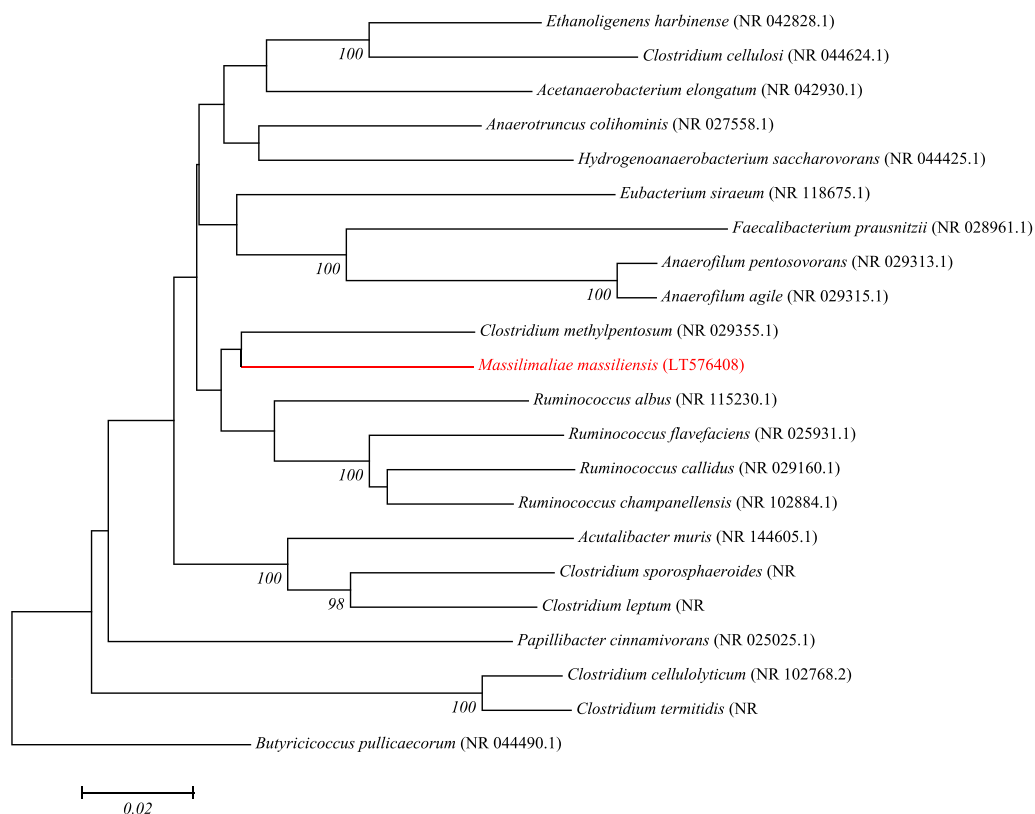 Ethanoligenens harbinense (NR 042828.1)
100
Clostridium cellulosi (NR 044624.1)
Acetanaerobacterium elongatum (NR 042930.1)
Anaerotruncus colihominis (NR 027558.1)
Hydrogenoanaerobacterium saccharovorans (NR 044425.1)
Eubacterium siraeum (NR 118675.1)
Faecalibacterium prausnitzii (NR 028961.1)
100
Anaerofilum pentosovorans (NR 029313.1)
100
Anaerofilum agile (NR 029315.1)
Clostridium methylpentosum (NR 029355.1)
Massilimaliae massiliensis (LT576408)
Ruminococcus albus (NR 115230.1)
Ruminococcus flavefaciens (NR 025931.1)
100
Ruminococcus callidus (NR 029160.1)
Ruminococcus champanellensis (NR 102884.1)
Acutalibacter muris (NR 144605.1)
100
Clostridium sporosphaeroides (NR
98
Clostridium leptum (NR
Papillibacter cinnamivorans (NR 025025.1)
Clostridium cellulolyticum (NR 102768.2)
100
Clostridium termitidis (NR
Butyricicoccus pullicaecorum (NR 044490.1)
0.02